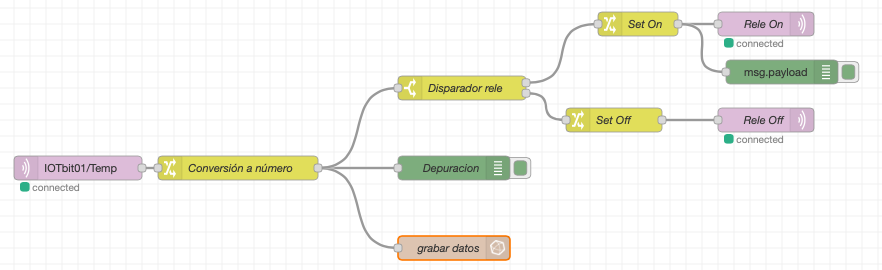 Set On
Rele On
connected
msg.payload
Disparador rele
Set Off
Rele Off
connected
IOTbit01/Temp
connected
Conversión a número
Depuracion
grabar datos